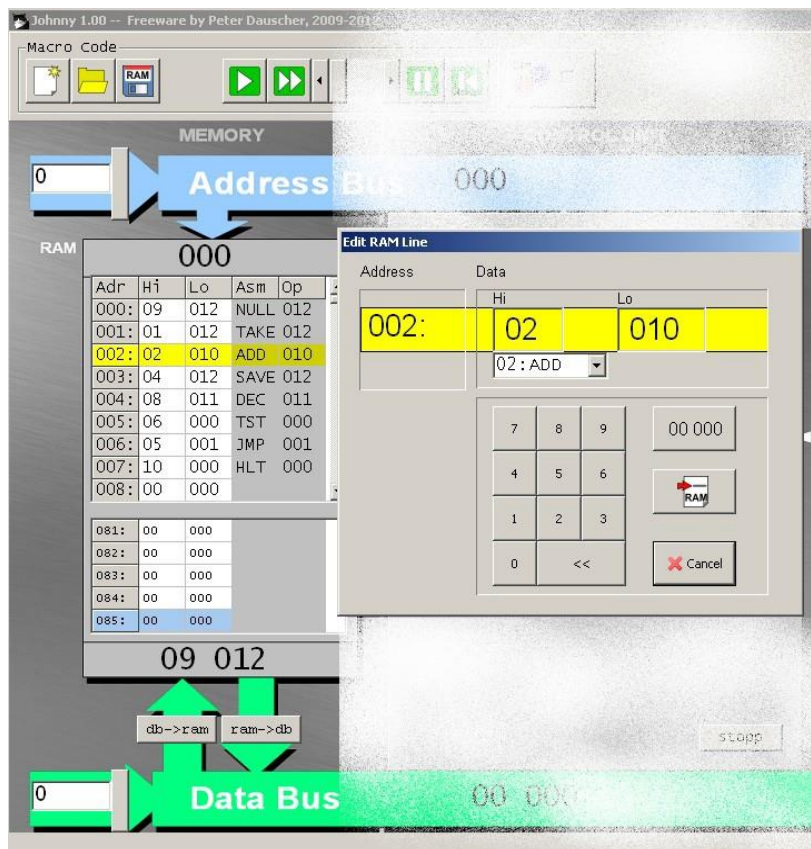 Johnny 1.00 -- Freeware by Peter Dauscher, 2009-2012
Macro Code
RAM
MEMORY
0
Address Bus
000
RAM
000
Adr Hi Lo Asm Op
000: 09 012 NULL 012
001: 01 012 TAKE 012
002: 02 010 ADD 010
003: 04 012 SAVE 012
004: 08 011 DEC 011
005: 06 000 TST 000
006: 05 001 JMP 001
007: 10 000 HLT 000
008: 00 000
081: 00 000
082: 00 000
083: 00 000
084: 00 000
085: 00 000
09 012
db->ram ram->db
0
Data Bus
00 000
stopp
Edit RAM Line
Address Data
Hi Lo
002: 02 010
02:ADD
7 8 9 00 000
4 5 6
RAM
1 2 3
0 << Cancel